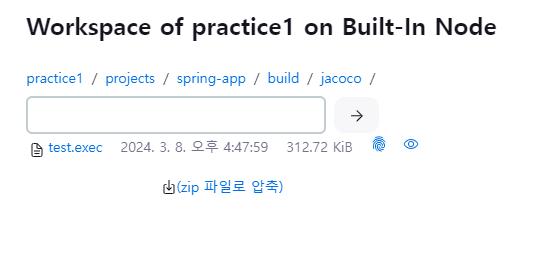 Workspace of practice1 on Built-In Node
practice1 / projects / spring-app / build / jacoco /
test.exec 2024. 3. 8. 오후 4:47:59 312.72 KiB
(zip 파일로 압축)